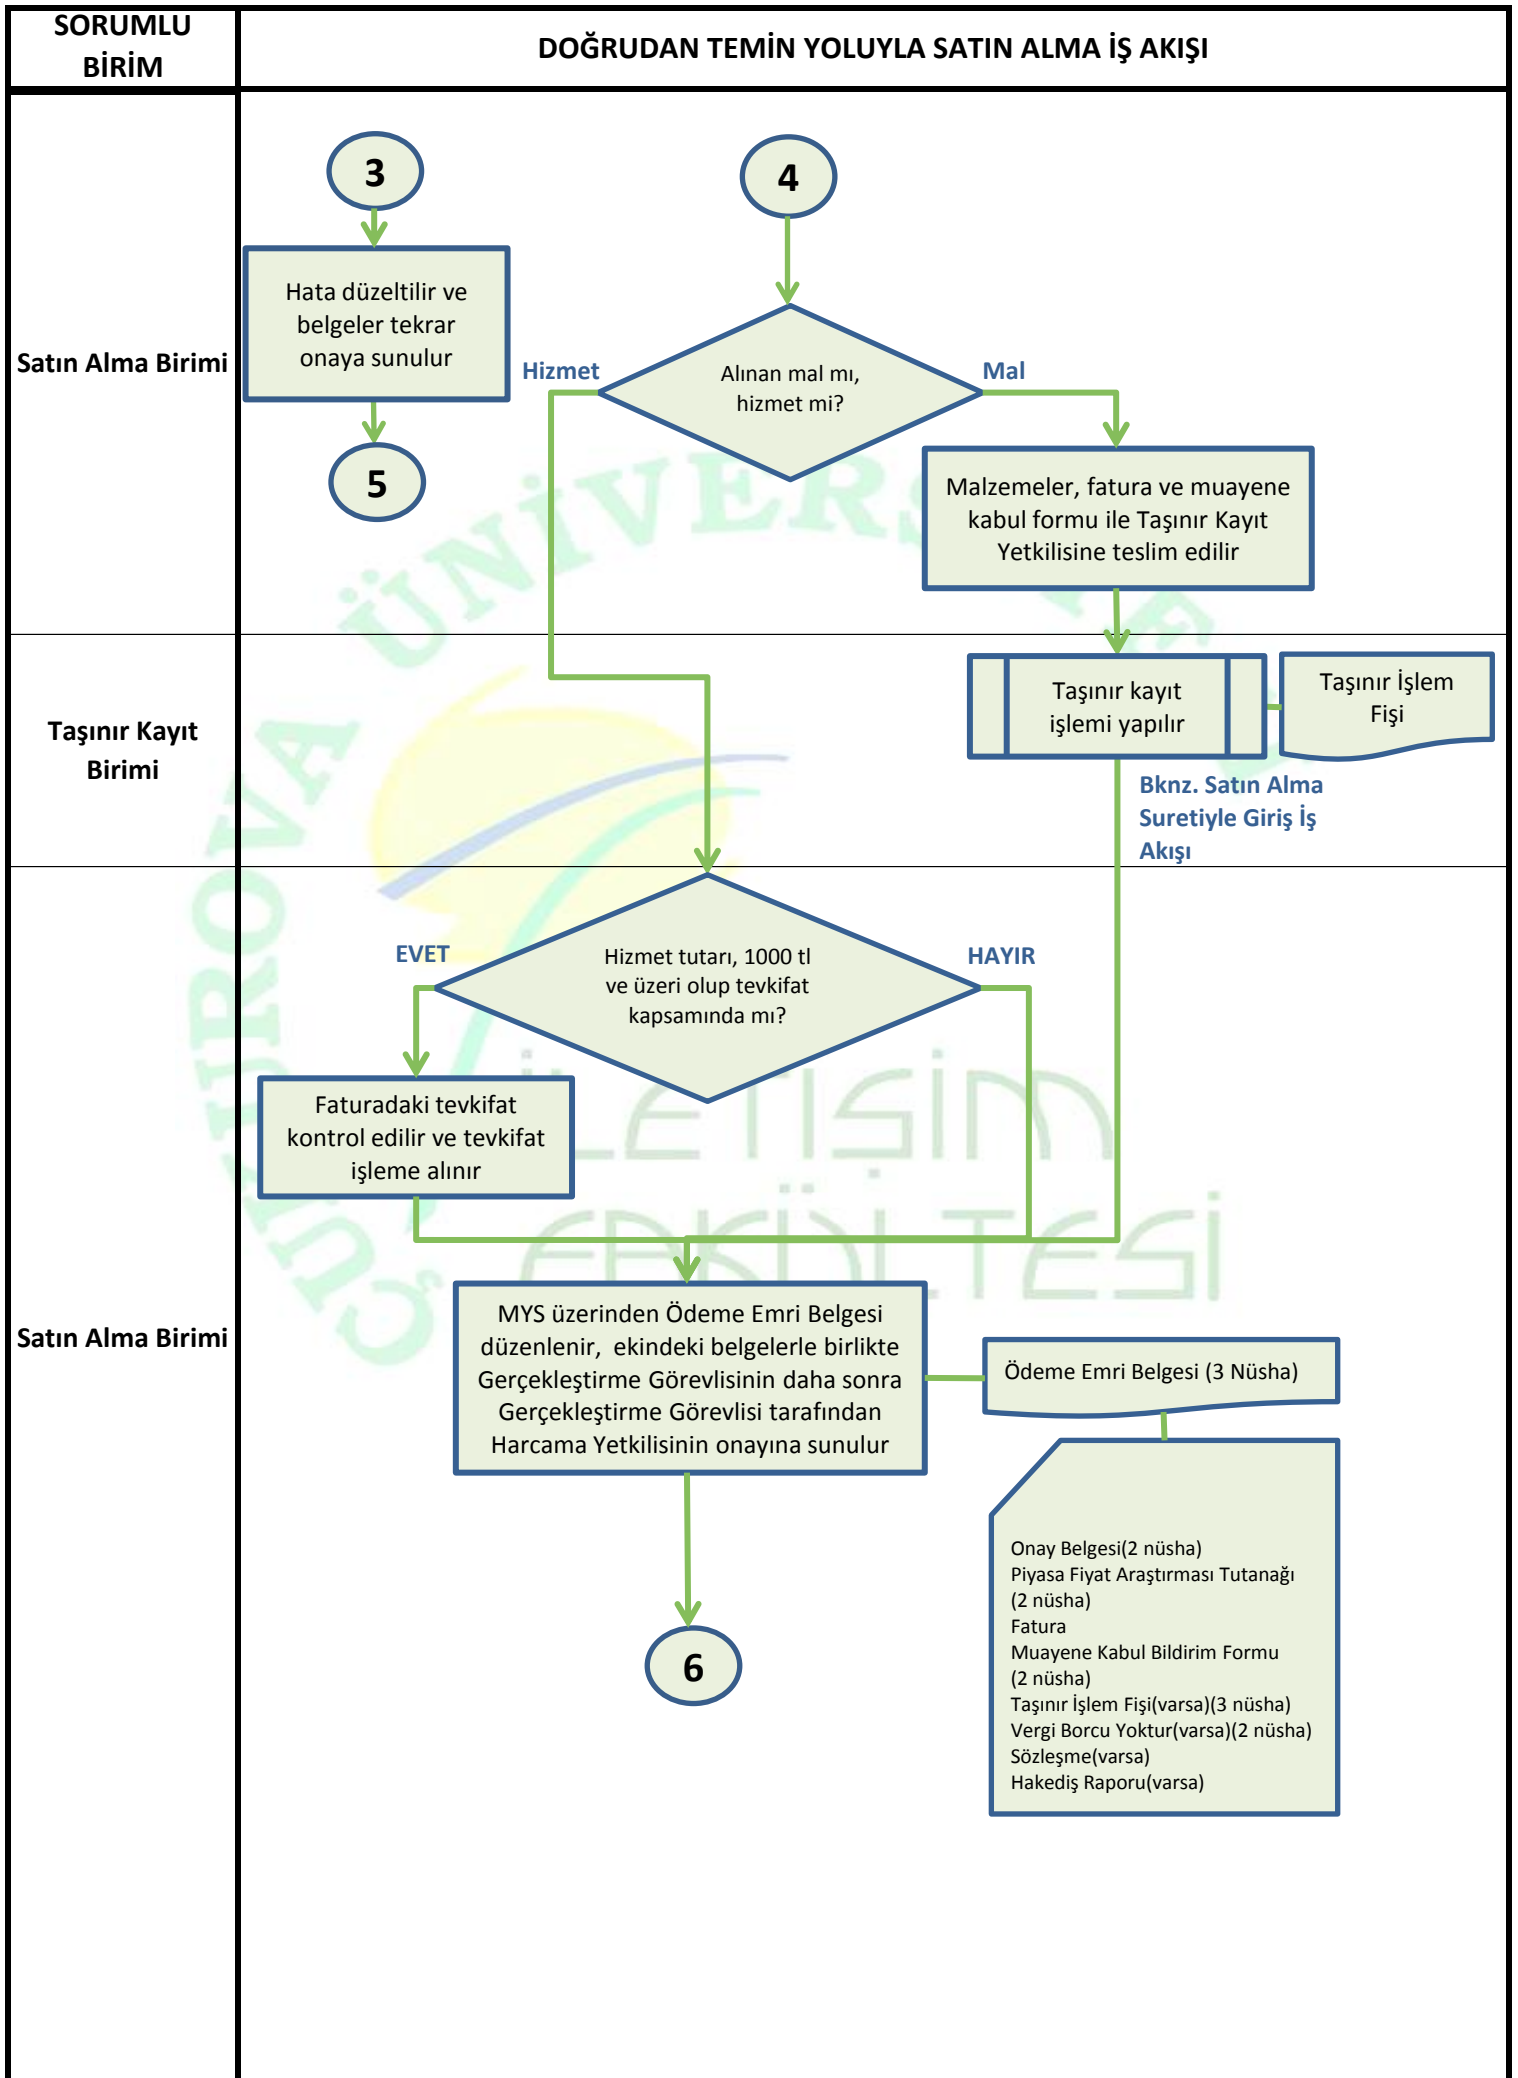 SORUMLU
BİRİM
DOĞRUDAN TEMİN YOLUYLA SATIN ALMA İŞ AKIŞI
Satın Alma Birimi
3
Hata düzeltilir ve
belgeler tekrar
onaya sunulur
5
4
Alınan mal mı,
hizmet mi?
Hizmet
Mal
Malzemeler, fatura ve muayene
kabul formu ile Taşınır Kayıt
Yetkilisine teslim edilir
Taşınır Kayıt
Birimi
Taşınır kayıt
işlemi yapılır
Taşınır İşlem
Fişi
Bknz. Satın Alma
Suretiyle Giriş İş
Akışı
Satın Alma Birimi
EVET
Hizmet tutarı, 1000 tl
ve üzeri olup tevkifat
kapsamında mı?
HAYIR
Faturadaki tevkifat
kontrol edilir ve tevkifat
işleme alınır
MYS üzerinden Ödeme Emri Belgesi
düzenlenir, ekindeki belgelerle birlikte
Gerçekleştirme Görevlisinin daha sonra
Gerçekleştirme Görevlisi tarafından
Harcama Yetkilisinin onayına sunulur
Ödeme Emri Belgesi (3 Nüsha)
Onay Belgesi(2 nüsha)
Piyasa Fiyat Araştırması Tutanağı
(2 nüsha)
Fatura
Muayene Kabul Bildirim Formu
(2 nüsha)
Taşınır İşlem Fişi(varsa)(3 nüsha)
Vergi Borcu Yoktur(varsa)(2 nüsha)
Sözleşme(varsa)
Hakediş Raporu(varsa)
6
ÇUKUROVA ÜNİVERSİTESİ
İLETİŞİM
FAKÜLTESİ